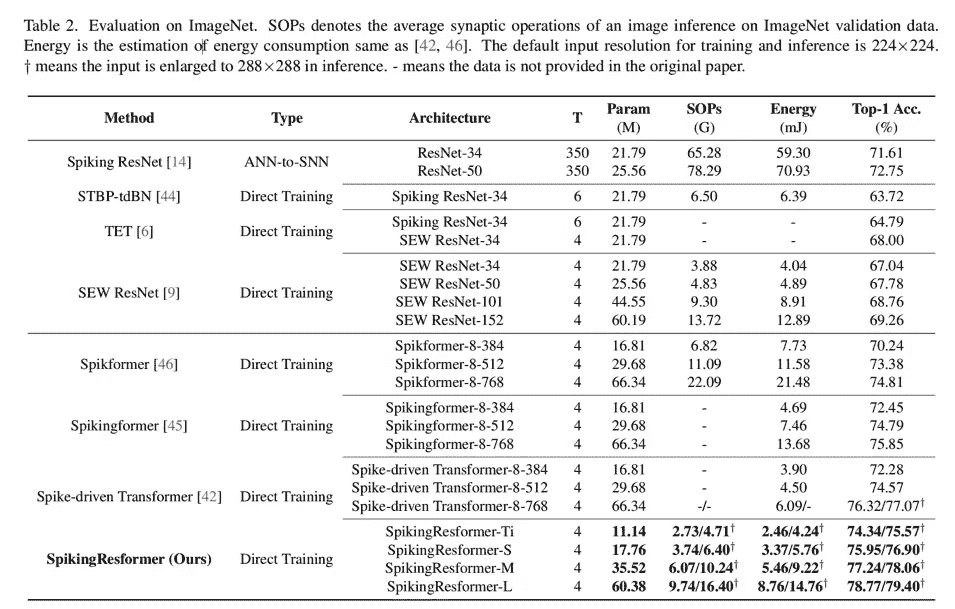 Table 2. Evaluation on ImageNet. SOPs denotes the average synaptic operations of an image inference on ImageNet validation data.
Energy is the estimation of energy consumption same as [42, 46]. The default input resolution for training and inference is 224×224.
† means the input is enlarged to 288×288 in inference. - means the data is not provided in the original paper.
Method Type Architecture T Param (M) SOPs (G) Energy (mJ) Top-1 Acc. (%)
Spiking ResNet [14] ANN-to-SNN ResNet-34 350 21.79 65.28 59.30 71.61
ResNet-50 350 25.56 78.29 70.93 72.75
STBP-tdBN [44] Direct Training Spiking ResNet-34 6 21.79 6.50 6.39 63.72
TET [6] Direct Training Spiking ResNet-34 6 21.79 - - 64.79
SEW ResNet-34 4 21.79 - - 68.00
SEW ResNet [9] Direct Training SEW ResNet-34 4 21.79 3.88 4.04 67.04
SEW ResNet-50 4 25.56 4.83 4.89 67.78
SEW ResNet-101 4 44.55 9.30 8.91 68.76
SEW ResNet-152 4 60.19 13.72 12.89 69.26
Spikformer [46] Direct Training Spikformer-8-384 4 16.81 6.82 7.73 70.24
Spikformer-8-512 4 29.68 11.09 11.58 73.38
Spikformer-8-768 4 66.34 22.09 21.48 74.81
Spikingformer [45] Direct Training Spikingformer-8-384 4 16.81 - 4.69 72.45
Spikingformer-8-512 4 29.68 - 7.46 74.79
Spikingformer-8-768 4 66.34 - 13.68 75.85
Spike-driven Transformer [42] Direct Training Spike-driven Transformer-8-384 4 16.81 - 3.90 72.28
Spike-driven Transformer-8-512 4 29.68 - 4.50 74.57
Spike-driven Transformer-8-768 4 66.34 -/- 6.09/- 76.32/77.07†
SpikingResformer (Ours) Direct Training SpikingResformer-Ti 4 11.14 2.73/4.71† 2.46/4.24† 74.34/75.57†
SpikingResformer-S 4 17.76 3.74/6.40† 3.37/5.76† 75.95/76.90†
SpikingResformer-M 4 35.52 6.07/10.24† 5.46/9.22† 77.24/78.06†
SpikingResformer-L 4 60.38 9.74/16.40† 8.76/14.76† 78.77/79.40†